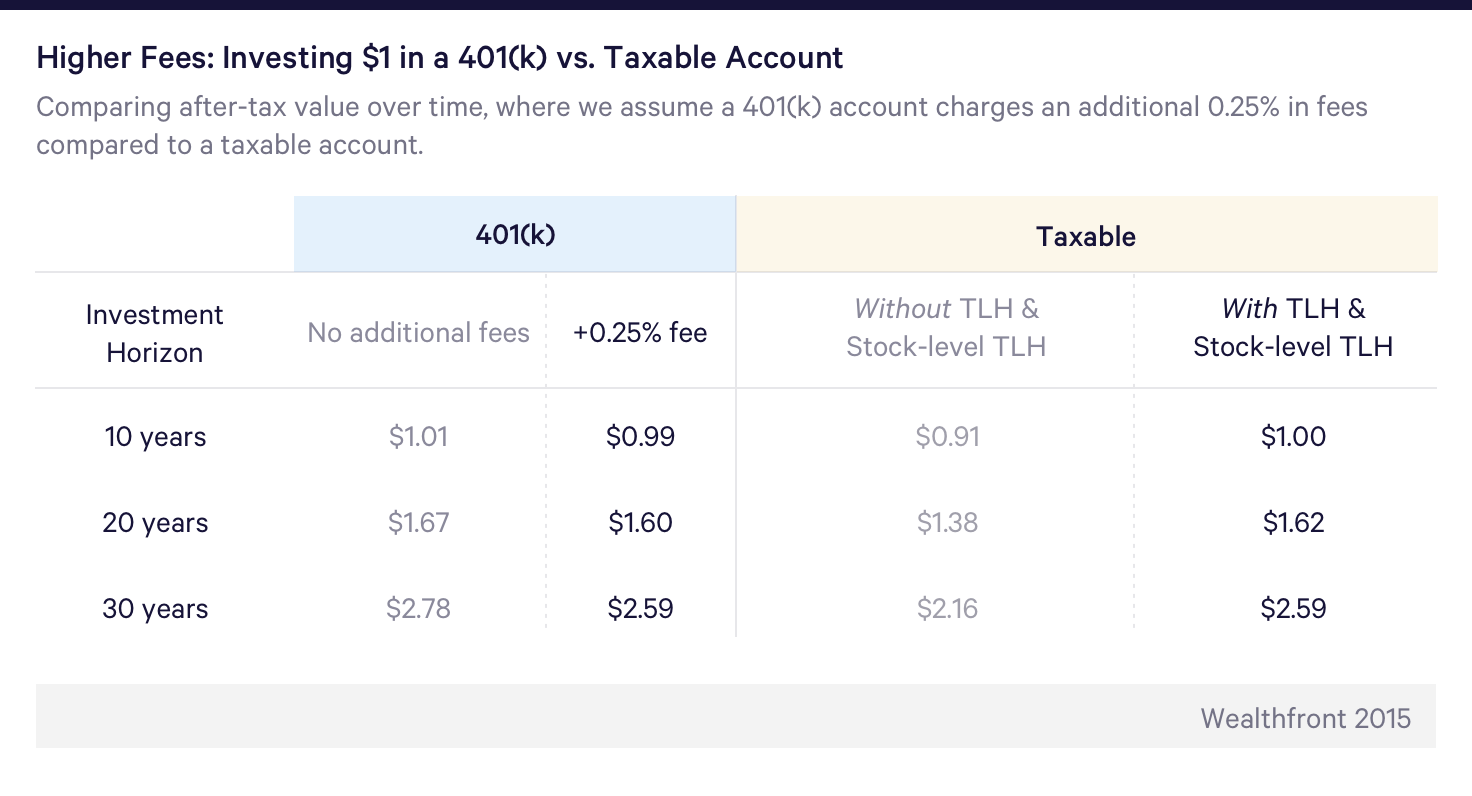 Higher Fees: Investing $1 in a 401(k) vs. Taxable Account
Comparing after-tax value over time, where we assume a 401(k) account charges an additional 0.25% in fees
compared to a taxable account.
401(k) Taxable
Investment
Horizon
No additional fees
+0.25% fee
Without TLH &
Stock-level TLH
With TLH &
Stock-level TLH
10 years $1.01 $0.99 $0.91 $1.00
20 years $1.67 $1.60 $1.38 $1.62
30 years $2.78 $2.59 $2.16 $2.59
Wealthfront 2015